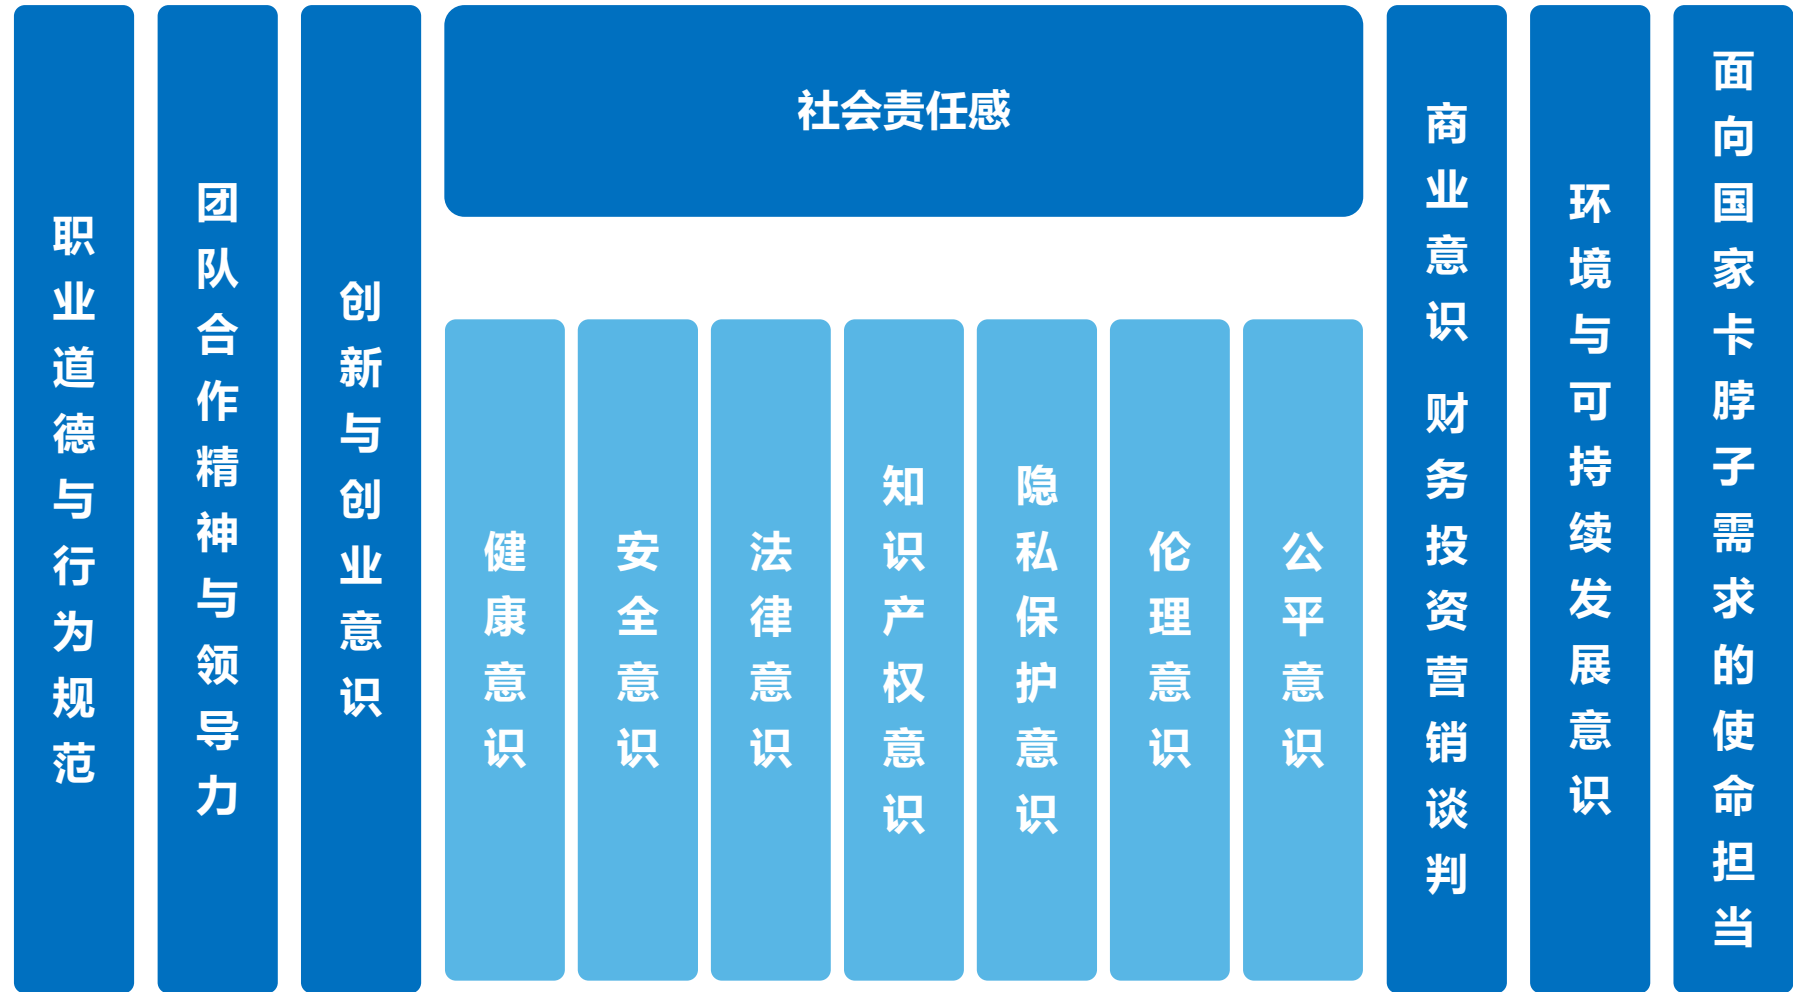 职业道德与行为规范
团队合作精神与领导力
创新与创业意识
社会责任感
健康意识
安全意识
法律意识
知识产权意识
隐私保护意识
伦理意识
公平意识
商业意识 财务投资营销谈判
环境与可持续发展意识
面向国家卡脖子需求的使命担当